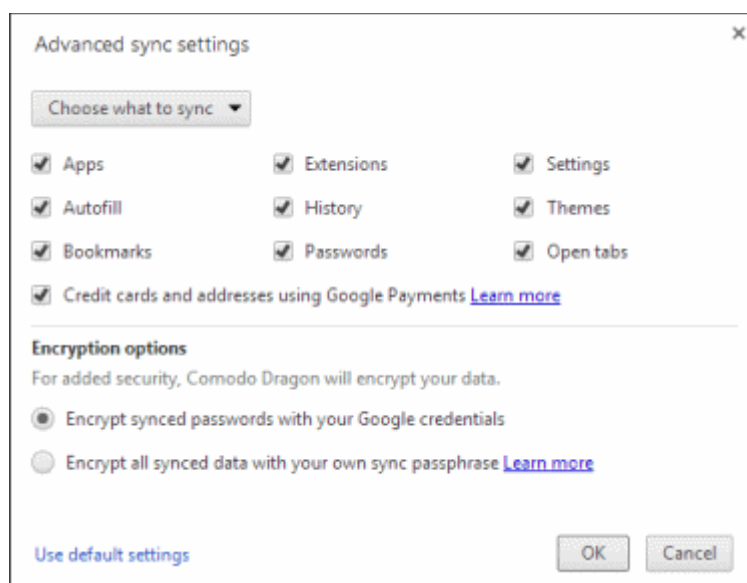 Advanced sync settings
Choose what to sync
Apps
Extensions
Settings
Autofill
History
Themes
Bookmarks
Passwords
Open tabs
Credit cards and addresses using Google Payments Learn more
Encryption options
For added security, Comodo Dragon will encrypt your data.
Encrypt synced passwords with your Google credentials
Encrypt all synced data with your own sync passphrase Learn more
Use default settings
OK
Cancel